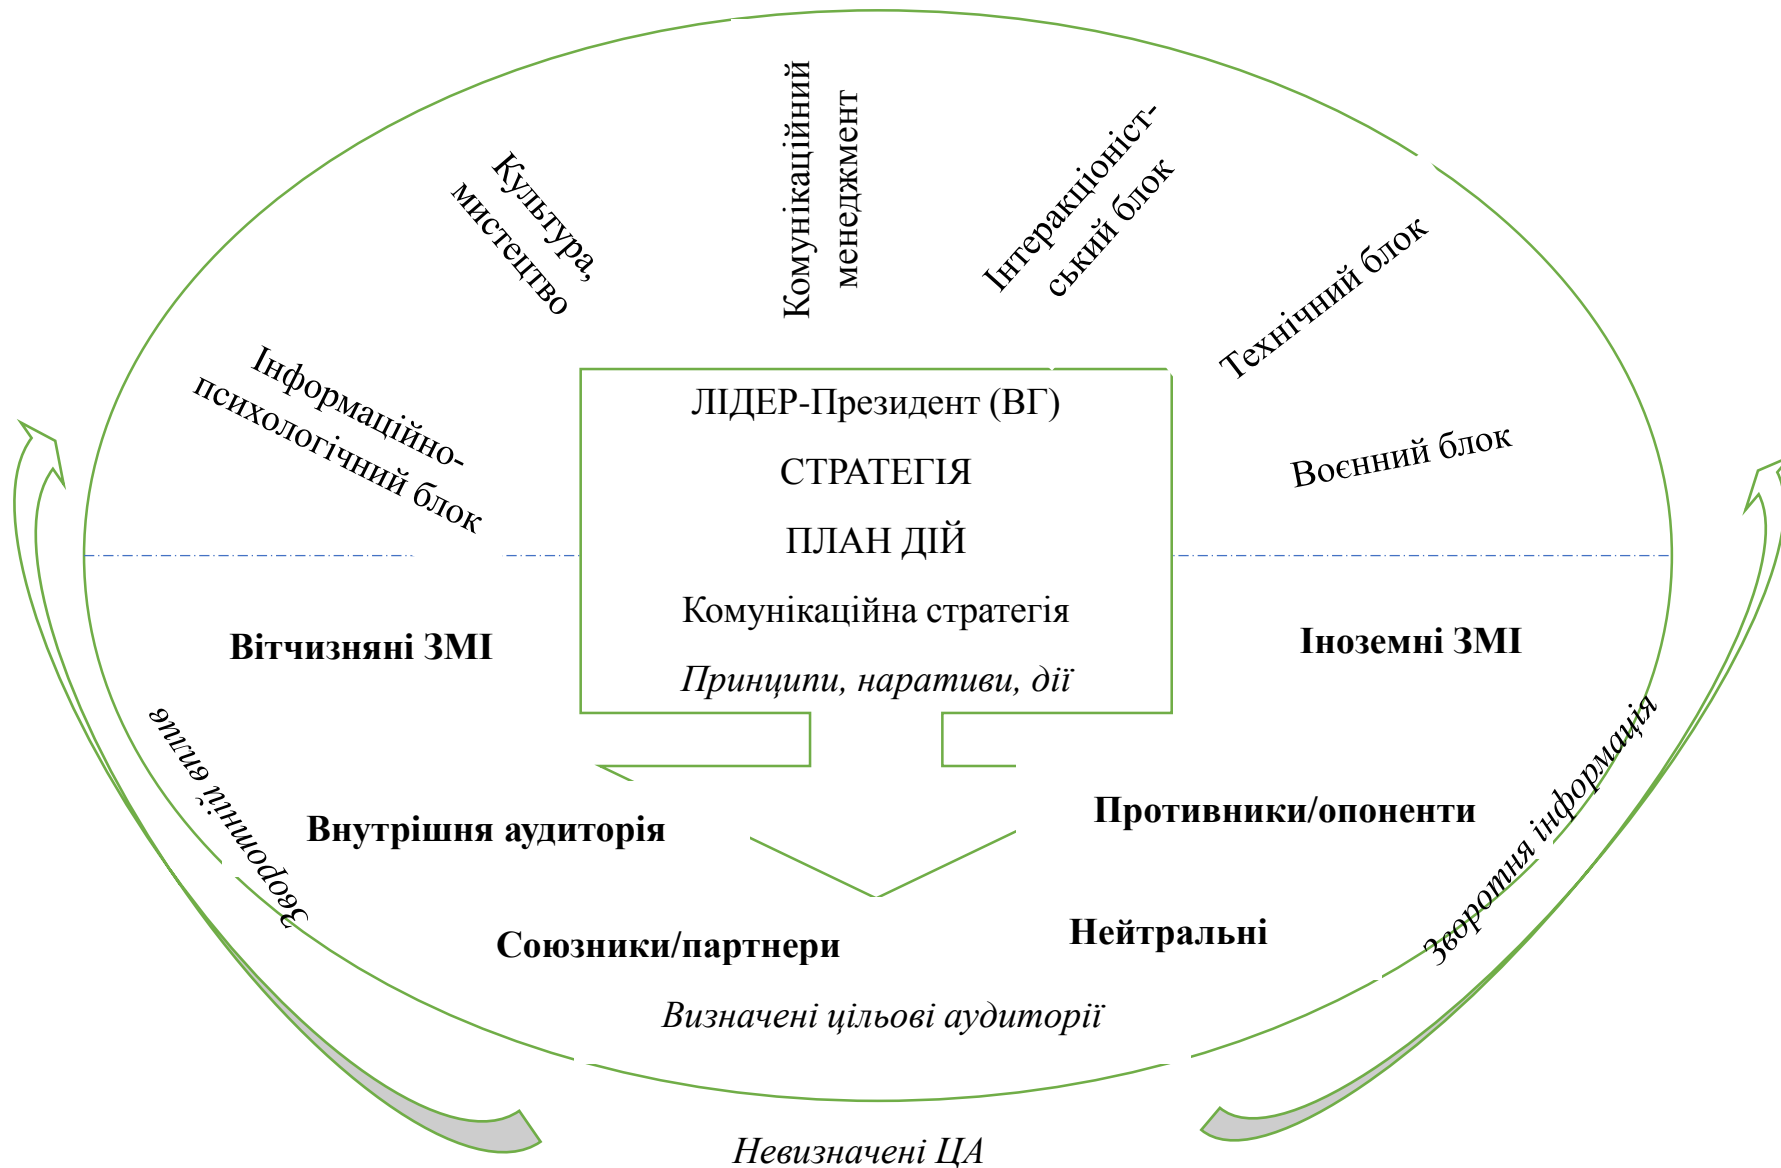 Комунікаційний
менеджмент
Культура,
мистецтво
Інтеракціоніст-
ський блок
Технічний блок
Інформаційно-
психологічний блок
Воєнний блок
ЛІДЕР-Президент (ВГ)
СТРАТЕГІЯ
ПЛАН ДІЙ
Комунікаційна стратегія
Принципи, наративи, дії
Вітчизняні ЗМІ
Іноземні ЗМІ
Зворотній вплив
Зворотня інформація
Внутрішня аудиторія
Противники/опоненти
Союзники/партнери
Нейтральні
Визначені цільові аудиторії
Невизначені ЦА